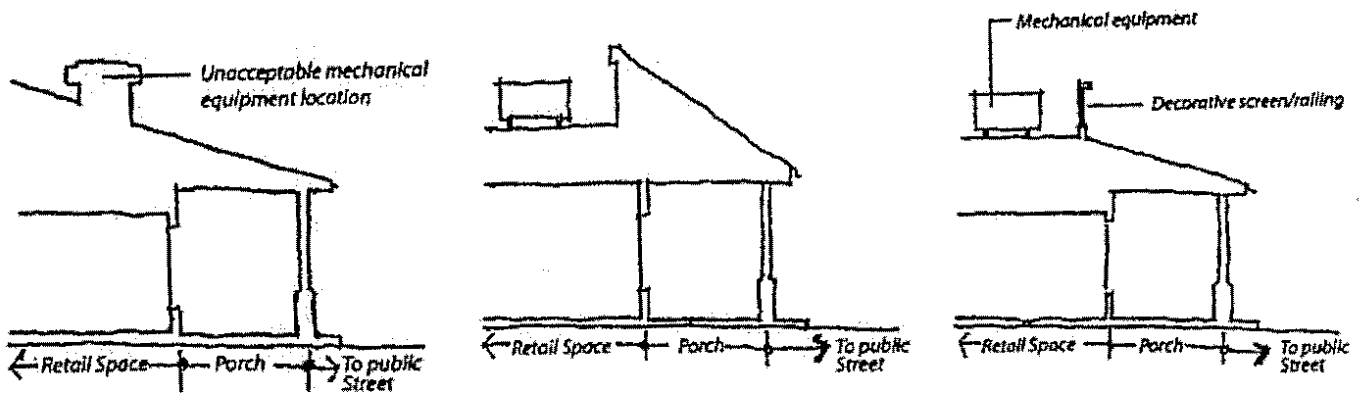 Unacceptable mechanical
equipment location
Retail Space
Porch
To public
Street
Retail Space
Porch
To public
Street
Mechanical equipment
Decorative screen/railing
Retail Space
Porch
To public
Street